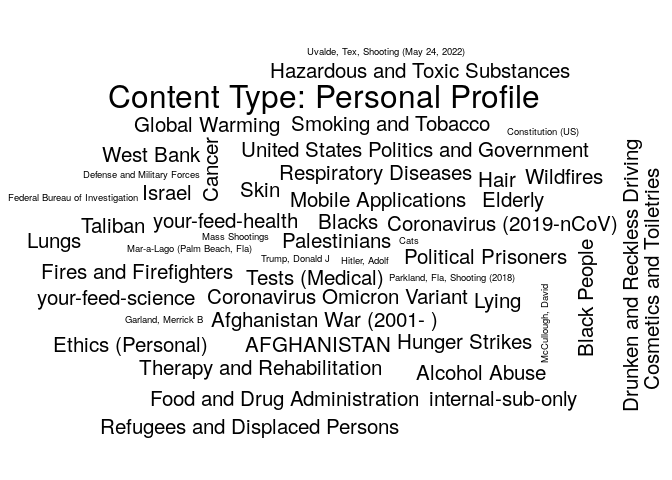 Uvalde, Tex, Shooting (May 24, 2022)
Hazardous and Toxic Substances
Content Type: Personal Profile
Global Warming
Smoking and Tobacco
Constitution (US)
West Bank
Cancer
United States Politics and Government
Defense and Military Forces
Respiratory Diseases
Hair
Wildfires
Federal Bureau of Investigation
Israel
Skin
Mobile Applications
Elderly
Taliban
your-feed-health
Blacks
Coronavirus (2019-nCoV)
Drunken and Reckless Driving
Cosmetics and Toiletries
Lungs
Mass Shootings
Mar-a-Lago (Palm Beach, Fla)
Palestinians
Cats
Trump, Donald J
Hitler, Adolf
Political Prisoners
Black People
Fires and Firefighters
Tests (Medical)
Parkland, Fla, Shooting (2018)
your-feed-science
Coronavirus Omicron Variant
Lying
McCullough, David
Garland, Merrick B
Afghanistan War (2001- )
Ethics (Personal)
AFGHANISTAN
Hunger Strikes
Therapy and Rehabilitation
Alcohol Abuse
Food and Drug Administration
internal-sub-only
Refugees and Displaced Persons